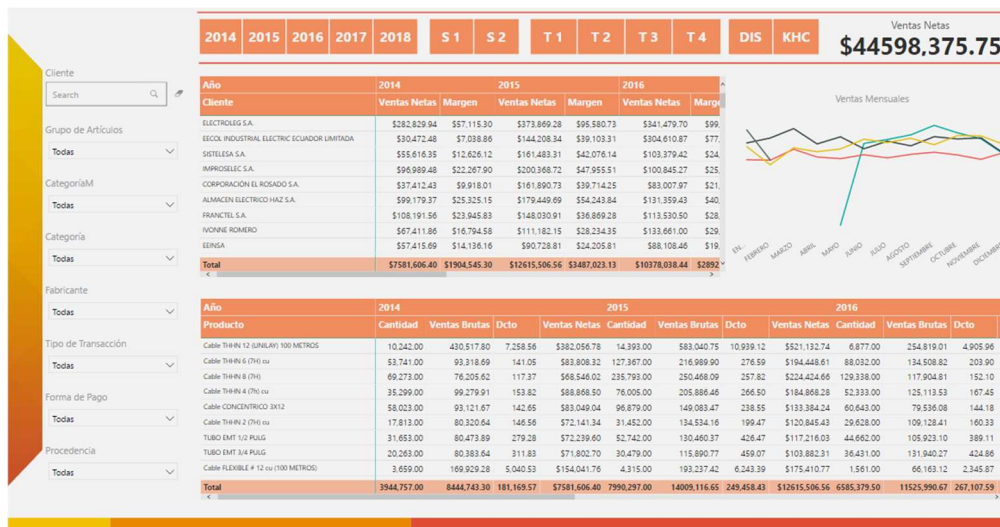 2014 2015 2016 2017 2018 S 1 S 2 T 1 T 2 T 3 T 4 DIS KHC
Ventas Netas
$44598,375.75
Cliente
Search
Grupo de Artículos
Todas
CategoríaM
Todas
Categoría
Todas
Fabricante
Todas
Tipo de Transacción
Todas
Forma de Pago
Todas
Procedencia
Todas
Año 2014 2015 2016
Cliente Ventas Netas Margen Ventas Netas Margen Ventas Netas Marge
ELECTROLEG S.A. $282,829.94 $57,115.30 $373,869.28 $95,580.73 $341,479.70 $99,
EECOL INDUSTRIAL ELECTRIC ECUADOR LIMITADA $30,472.48 $7,038.86 $144,208.34 $39,103.31 $304,610.87 $77,
SISTELESA S.A. $55,616.35 $12,626.12 $161,483.31 $42,076.14 $103,379.42 $24,
IMPROSELEC S.A. $96,989.48 $22,267.90 $200,368.72 $47,955.51 $100,845.27 $25,
CORPORACIÓN EL ROSADO S.A. $37,412.43 $9,918.01 $161,890.73 $39,714.25 $83,007.97 $21,
ALMACEN ELECTRICO HAZ S.A. $99,179.37 $25,325.15 $179,449.69 $54,243.84 $131,359.43 $40,
FRANCTEL S.A. $108,191.56 $23,945.83 $148,030.91 $36,869.28 $113,530.50 $28,
IVONNE ROMERO $67,411.86 $16,794.58 $111,182.15 $28,234.35 $133,661.00 $29,
EEINSA $57,415.69 $14,136.16 $90,728.81 $24,205.81 $88,108.46 $19,
Total $7581,606.40 $1904,545.30 $12615,506.56 $3487,023.13 $10378,038.44 $2892
Ventas Mensuales
EN... FEBRERO MARZO ABRIL MAYO JUNIO JULIO AGOSTO SEPTIEMBRE OCTUBRE NOVIEMBRE DICIEMBR
Año 2014 2015 2016
Producto Cantidad Ventas Brutas Dcto Ventas Netas Cantidad Ventas Brutas Dcto Ventas Netas Cantidad Ventas Brutas Dcto
Cable THHN 12 (UNILAY) 100 METROS 10,242.00 430,517.80 7,258.56 $382,056.78 14,393.00 583,040.75 10,939.12 $521,132.74 6,877.00 254,819.01 4,905.96
Cable THHN 6 (7H) cu 53,741.00 93,318.69 141.05 $83,808.32 127,367.00 216,989.90 276.59 $194,448.61 88,032.00 134,508.82 203.90
Cable THHN 8 (7H) 69,273.00 76,205.62 117.37 $68,546.02 235,793.00 250,468.09 257.82 $224,424.66 129,338.00 117,904.81 152.10
Cable THHN 4 (7h) cu 35,299.00 99,279.91 153.82 $88,868.50 76,005.00 205,886.46 266.50 $184,868.28 52,333.00 125,113.53 167.45
Cable CONCENTRICO 3X12 58,023.00 93,121.67 142.65 $83,049.04 96,879.00 149,083.47 238.55 $133,384.24 60,643.00 79,536.08 144.18
Cable THHN 2 (7H) cu 17,813.00 80,320.64 146.56 $72,141.34 31,452.00 134,534.16 199.47 $120,845.43 29,628.00 109,128.41 160.33
TUBO EMT 1/2 PULG 31,653.00 80,473.89 279.28 $72,239.60 52,742.00 130,460.37 426.47 $117,216.03 44,662.00 105,923.10 389.11
TUBO EMT 3/4 PULG 20,263.00 80,383.64 311.83 $71,802.70 30,479.00 115,890.77 459.07 $103,882.31 36,431.00 131,940.27 424.86
Cable FLEXIBLE # 12 cu (100 METROS) 3,659.00 169,929.28 5,040.53 $154,041.76 4,315.00 193,237.42 6,243.39 $175,410.77 1,561.00 66,163.12 2,345.87
Total 3944,757.00 8444,743.30 181,169.57 $7581,606.40 7990,297.00 14009,116.65 249,458.43 $12615,506.56 6585,379.50 11525,990.67 267,107.59